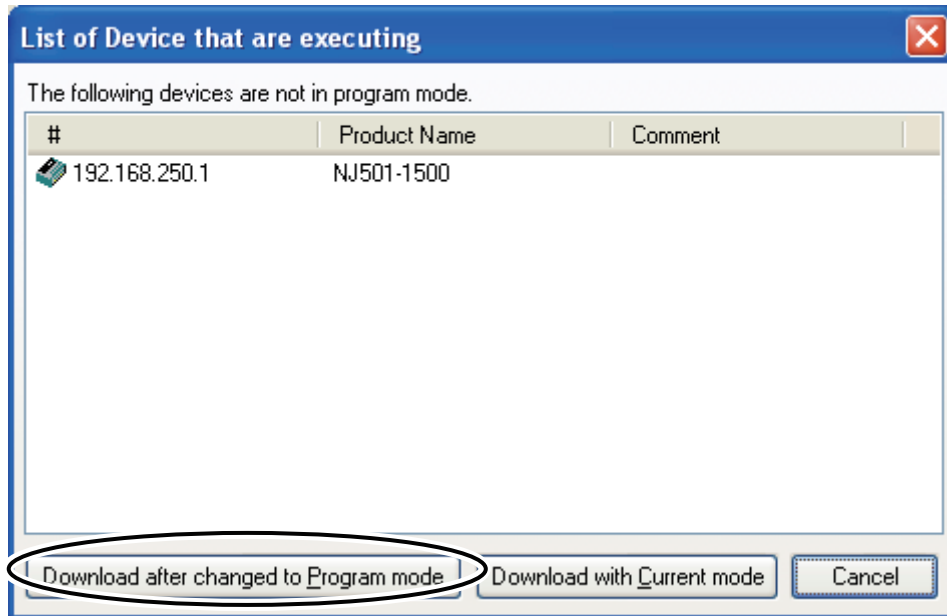 List of Device that are executing
The following devices are not in program mode.
# Product Name Comment
192.168.250.1 NJ501-1500
Download after changed to Program mode Download with Current mode Cancel